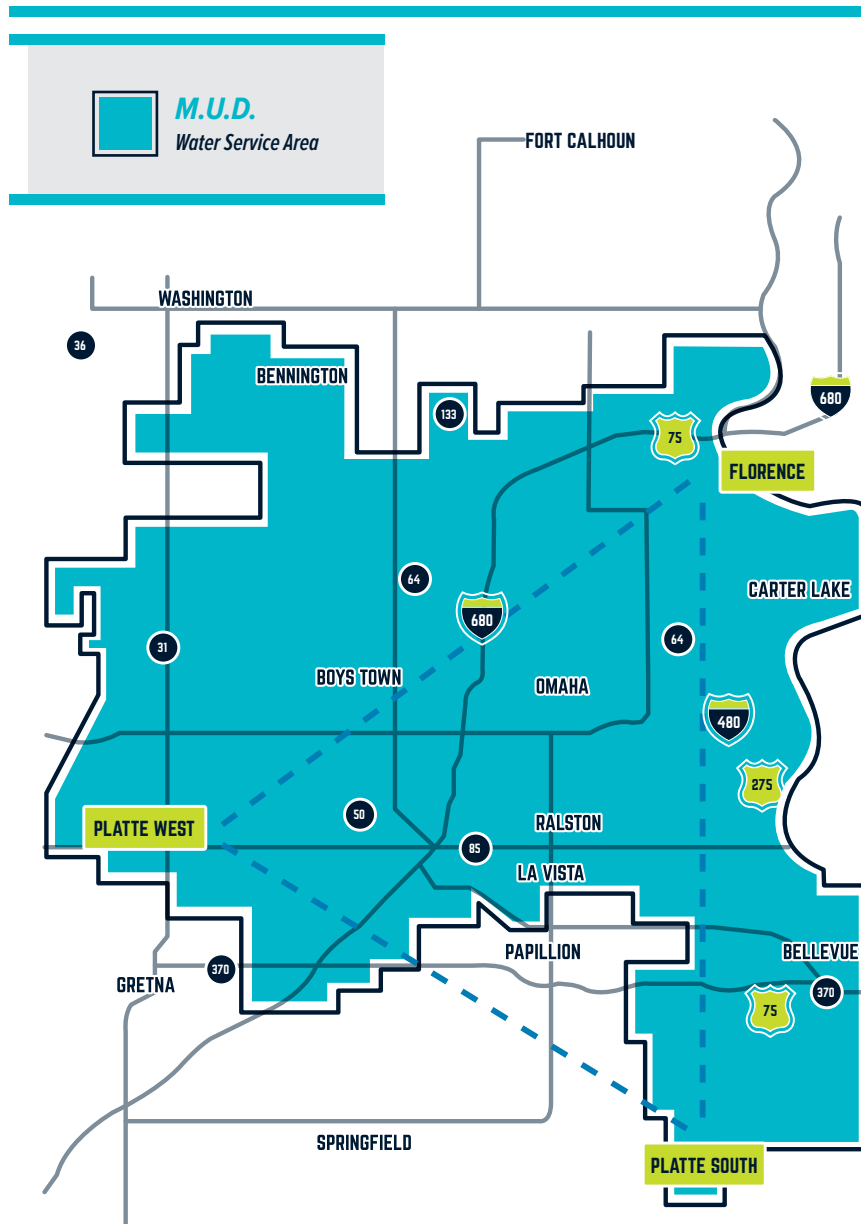 M.U.D.
Water Service Area
FORT CALHOUN
WASHINGTON
36
BENNINGTON
680
133
75
FLORENCE
64
CARTER LAKE
680
31
64
BOYS TOWN
OMAHA
480
275
PLATTE WEST
50
RALSTON
85
LA VISTA
PAPILLION
BELLEVUE
370
GRETNA
370
75
SPRINGFIELD
PLATTE SOUTH